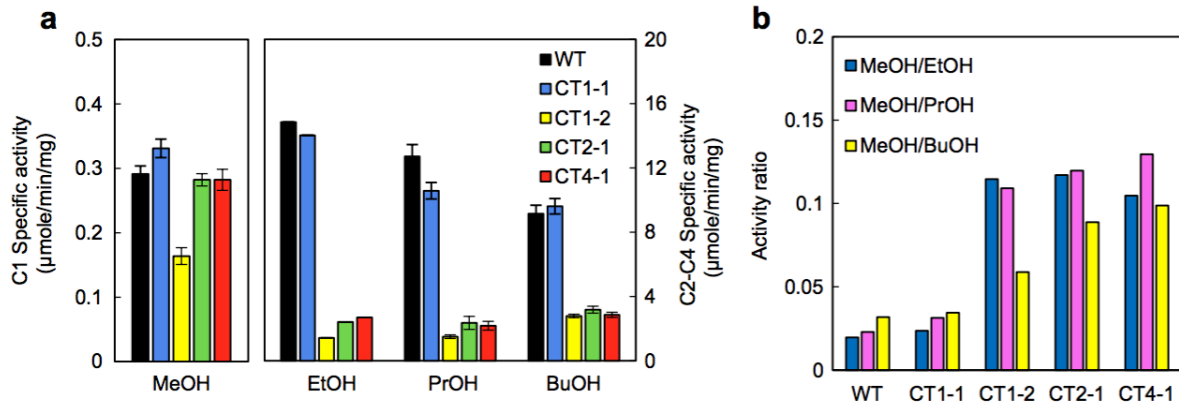 a
C1 Specific activity
(μmole/min/mg)
0.5
0.4
0.3
0.2
0.1
0
MeOH
WT
CT1-1
CT1-2
CT2-1
CT4-1
EtOH PrOH BuOH
20
16
12
8
4
0
C2-C4 Specific activity
(μmole/min/mg)
b
Activity ratio
0.2
0.15
0.1
0.05
0
MeOH/EtOH
MeOH/PrOH
MeOH/BuOH
WT CT1-1 CT1-2 CT2-1 CT4-1